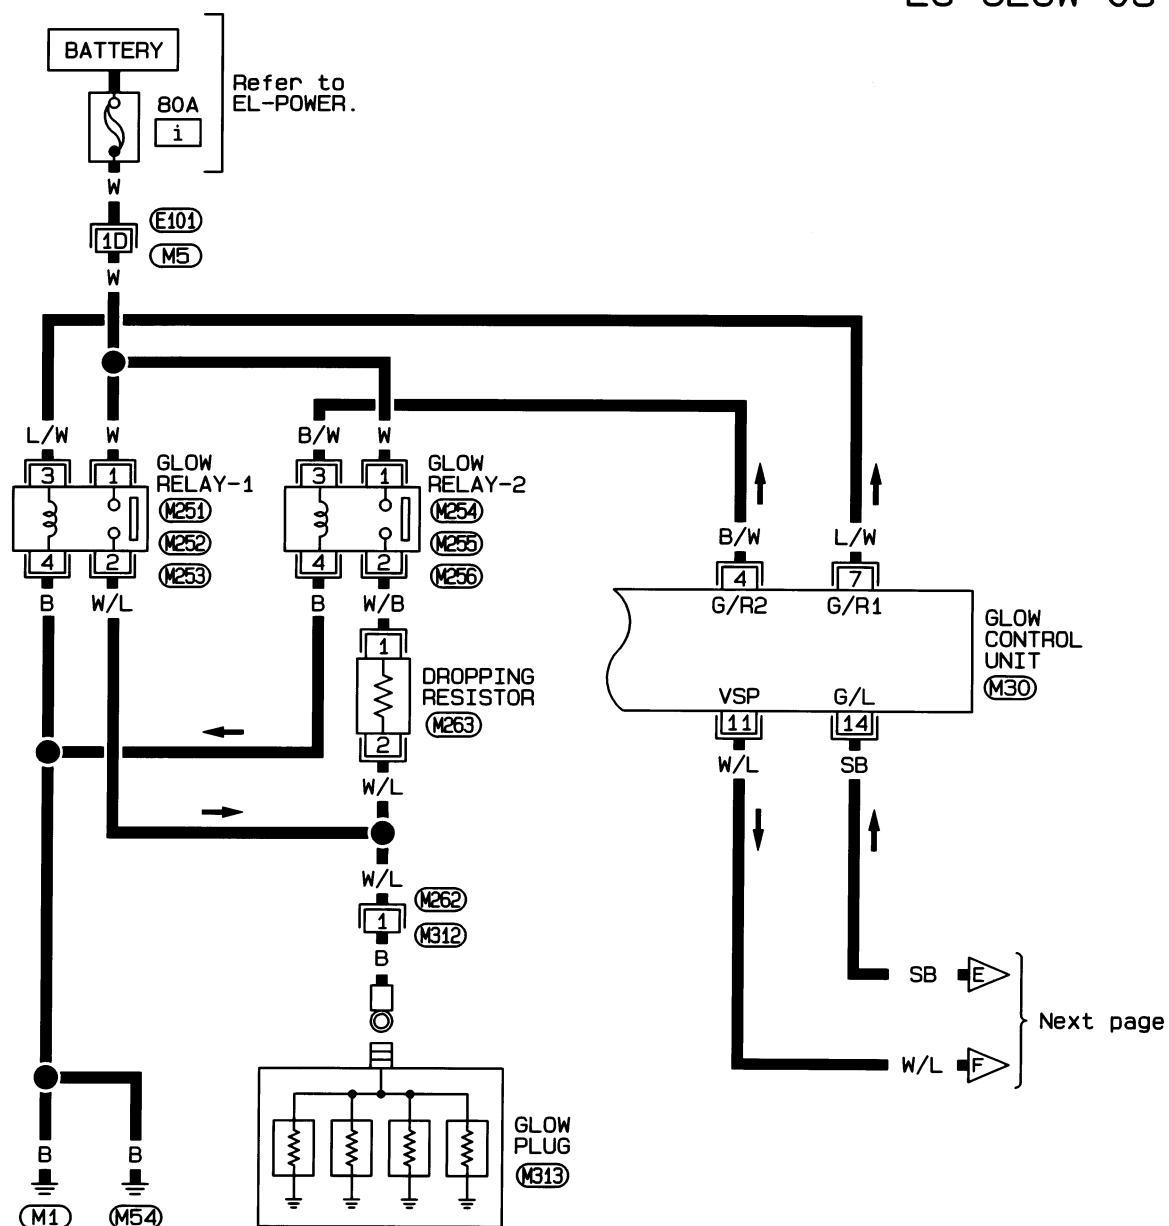 BATTERY
80A
i
Refer to
EL-POWER.
W
E101
1D
M5
W
L/W
W
B/W
W
3
1
GLOW
RELAY-1
M251
M252
M253
4
2
3
1
GLOW
RELAY-2
M254
M255
M256
4
2
B
W/L
B
W/B
B/W
L/W
4
7
G/R2
G/R1
GLOW
CONTROL
UNIT
M30
VSP
G/L
11
14
W/L
SB
1
DROPPING
RESISTOR
M263
2
W/L
W/L
M262
1
M312
B
SB
E
Next page
W/L
F
GLOW
PLUG
M313
B
B
M1
M54